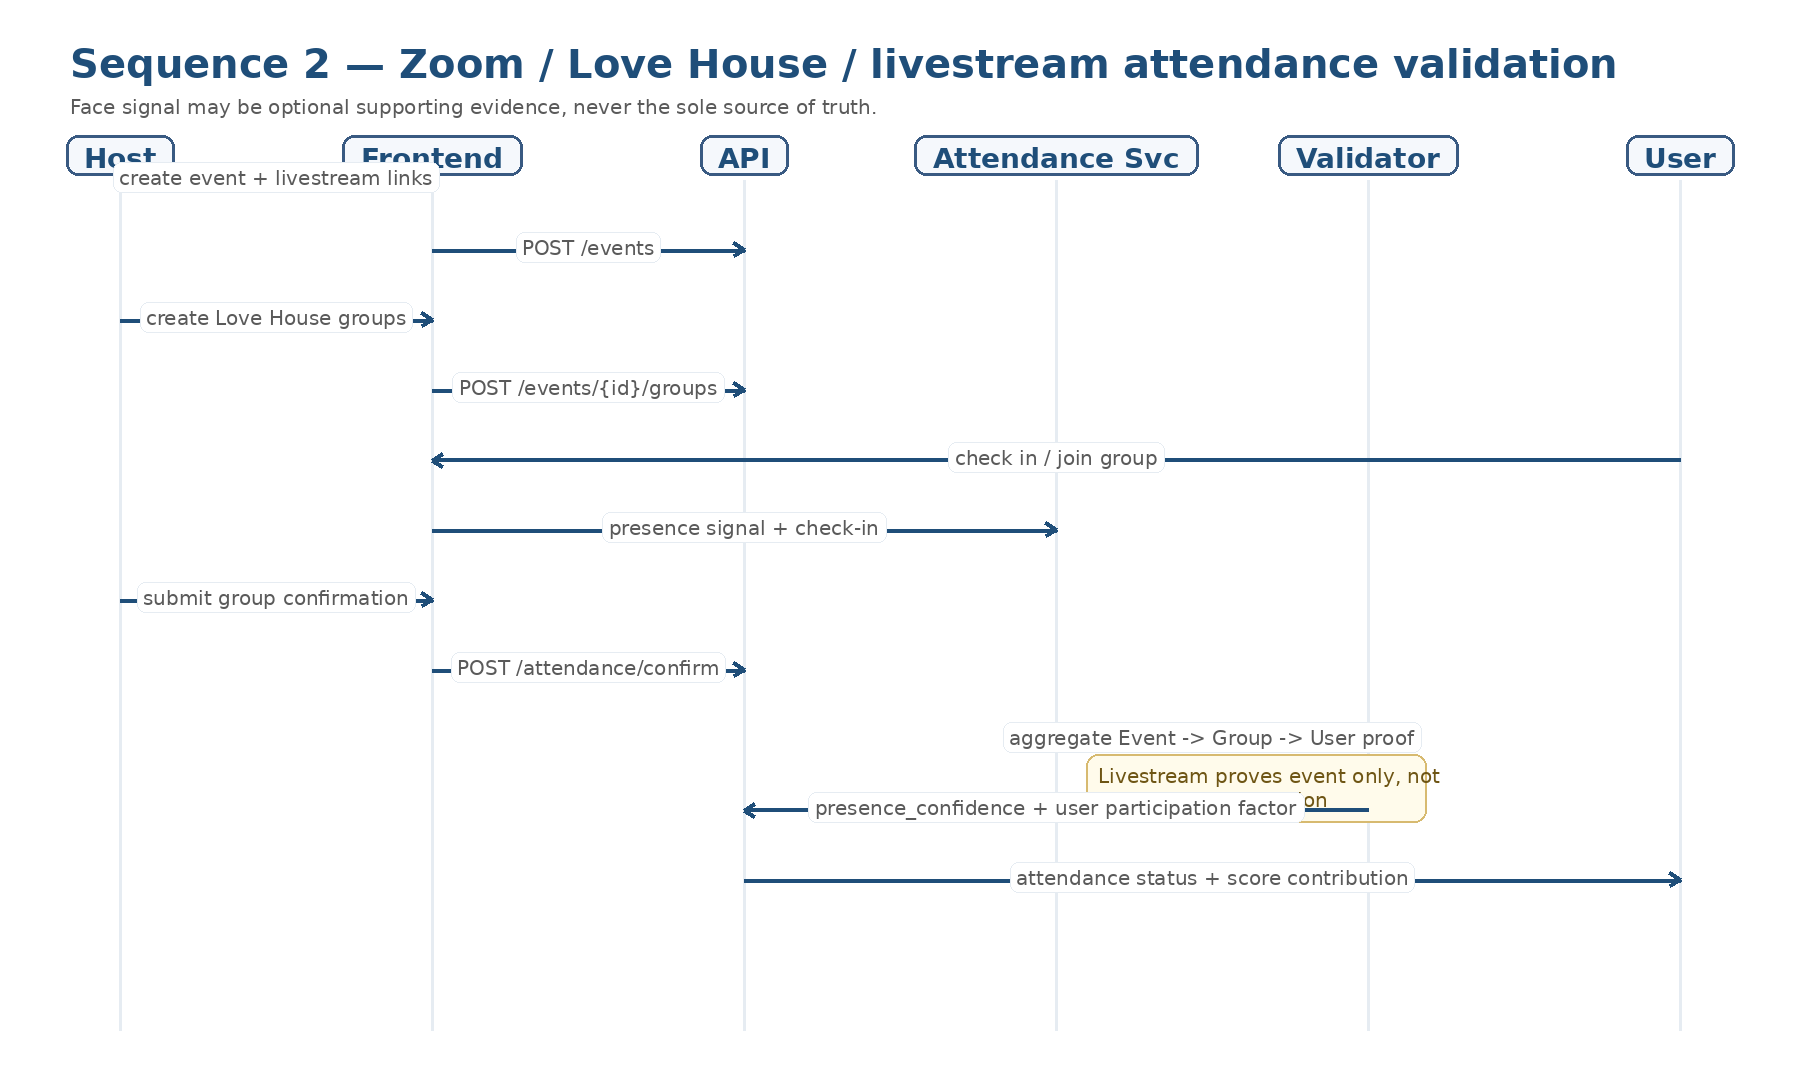 Sequence 2 — Zoom / Love House / livestream attendance validation
Face signal may be optional supporting evidence, never the sole source of truth.
Host Frontend API Attendance Svc Validator User
create event + livestream links
POST /events
create Love House groups
POST /events/{id}/groups
check in / join group
presence signal + check-in
submit group confirmation
POST /attendance/confirm
aggregate Event -> Group -> User proof
Livestream proves event only, not
on
presence_confidence + user participation factor
attendance status + score contribution